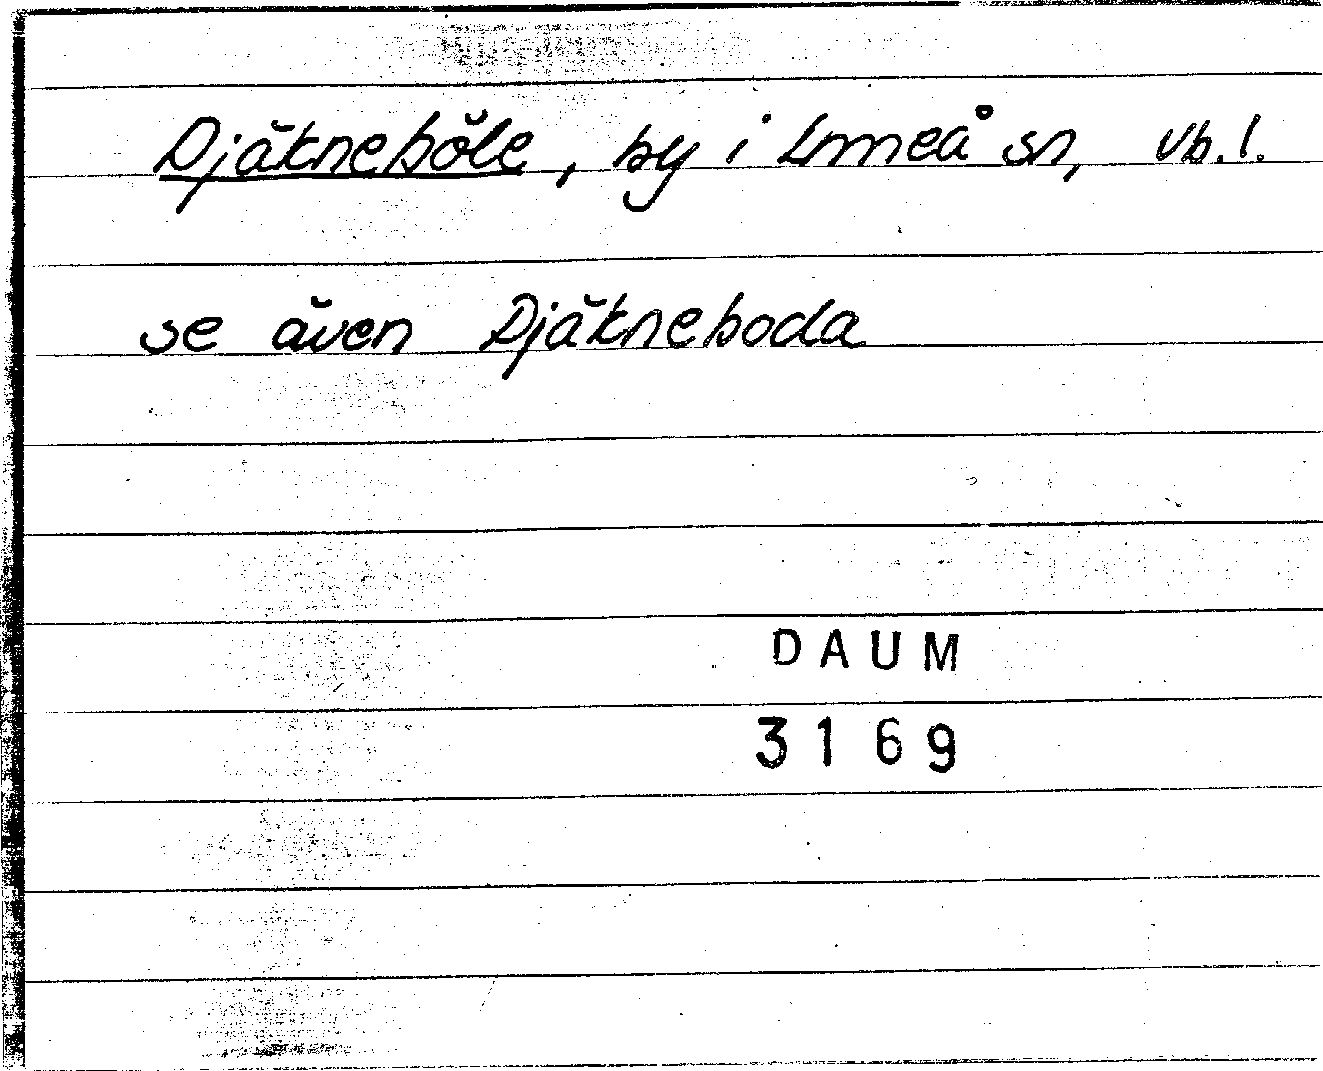 Djäkneböle, by i Umeå sn, Vb. l.
se även Djäkneboda
DAUM
3169